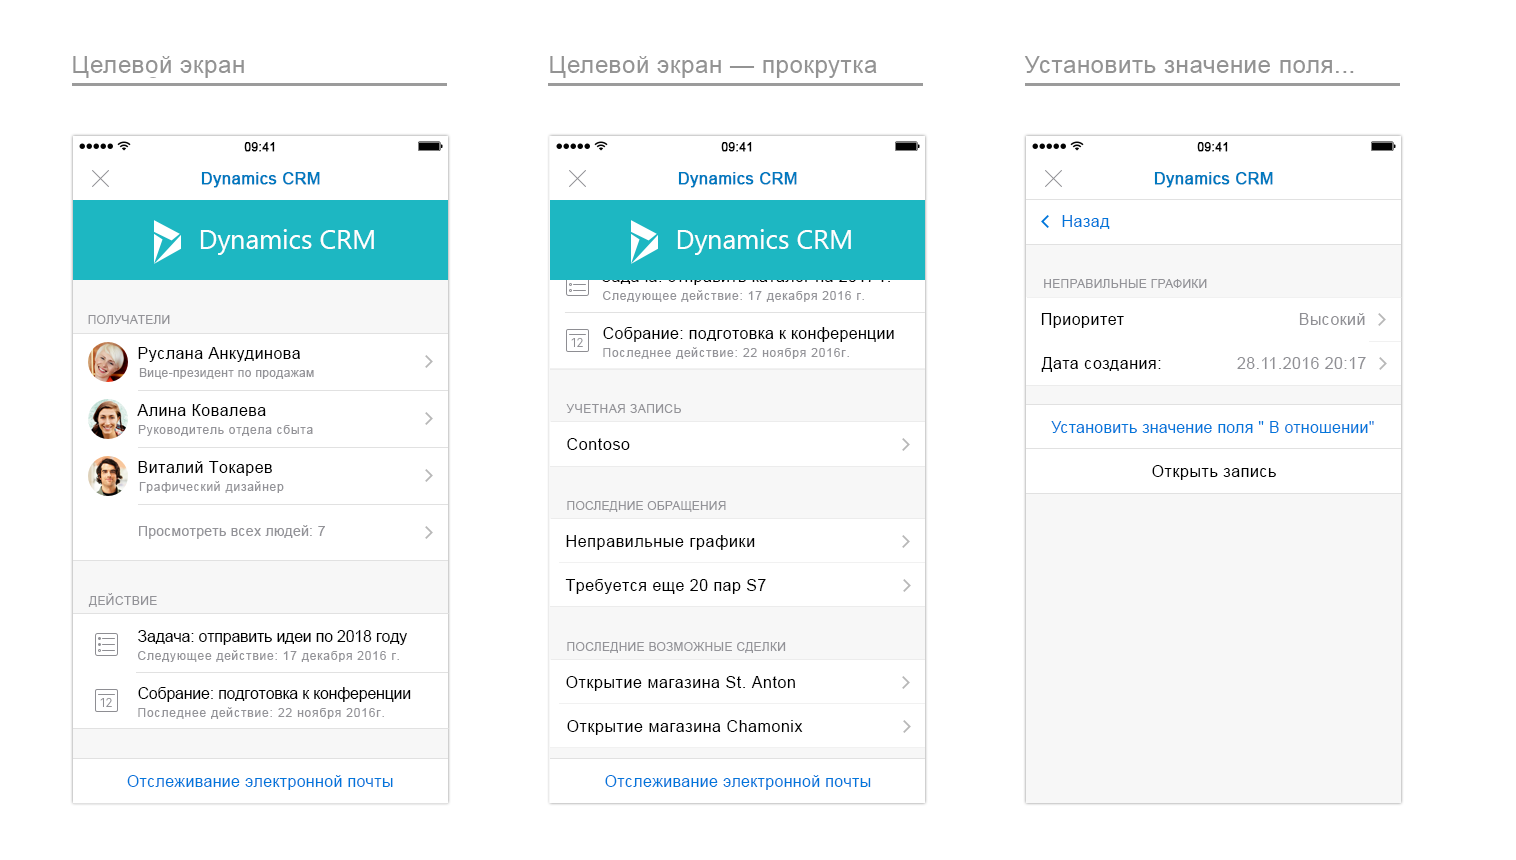 Целевой экран
09:41
Dynamics CRM
Dynamics CRM
ПОЛУЧАТЕЛИ
Руслана Анкудинова
Вице-президент по продажам
Алина Ковалева
Руководитель отдела сбыта
Виталий Токарев
Графический дизайнер
Просмотреть всех людей: 7
ДЕЙСТВИЕ
Задача: отправить идеи по 2018 году
Следующее действие: 17 декабря 2016 г.
12
Собрание: подготовка к конференции
Последнее действие: 22 ноября 2016г.
Отслеживание электронной почты
Целевой экран — прокрутка
09:41
Dynamics CRM
Dynamics CRM
Задача: отправить каталог на 2017 г.
Следующее действие: 17 декабря 2016 г.
12
Собрание: подготовка к конференции
Последнее действие: 22 ноября 2016г.
УЧЕТНАЯ ЗАПИСЬ
Contoso
ПОСЛЕДНИЕ ОБРАЩЕНИЯ
Неправильные графики
Требуется еще 20 пар S7
ПОСЛЕДНИЕ ВОЗМОЖНЫЕ СДЕЛКИ
Открытие магазина St. Anton
Открытие магазина Chamonix
Отслеживание электронной почты
Установить значение поля...
09:41
Dynamics CRM
Назад
НЕПРАВИЛЬНЫЕ ГРАФИКИ
Приоритет Высокий
Дата создания: 28.11.2016 20:17
Установить значение поля " В отношении"
Открыть запись